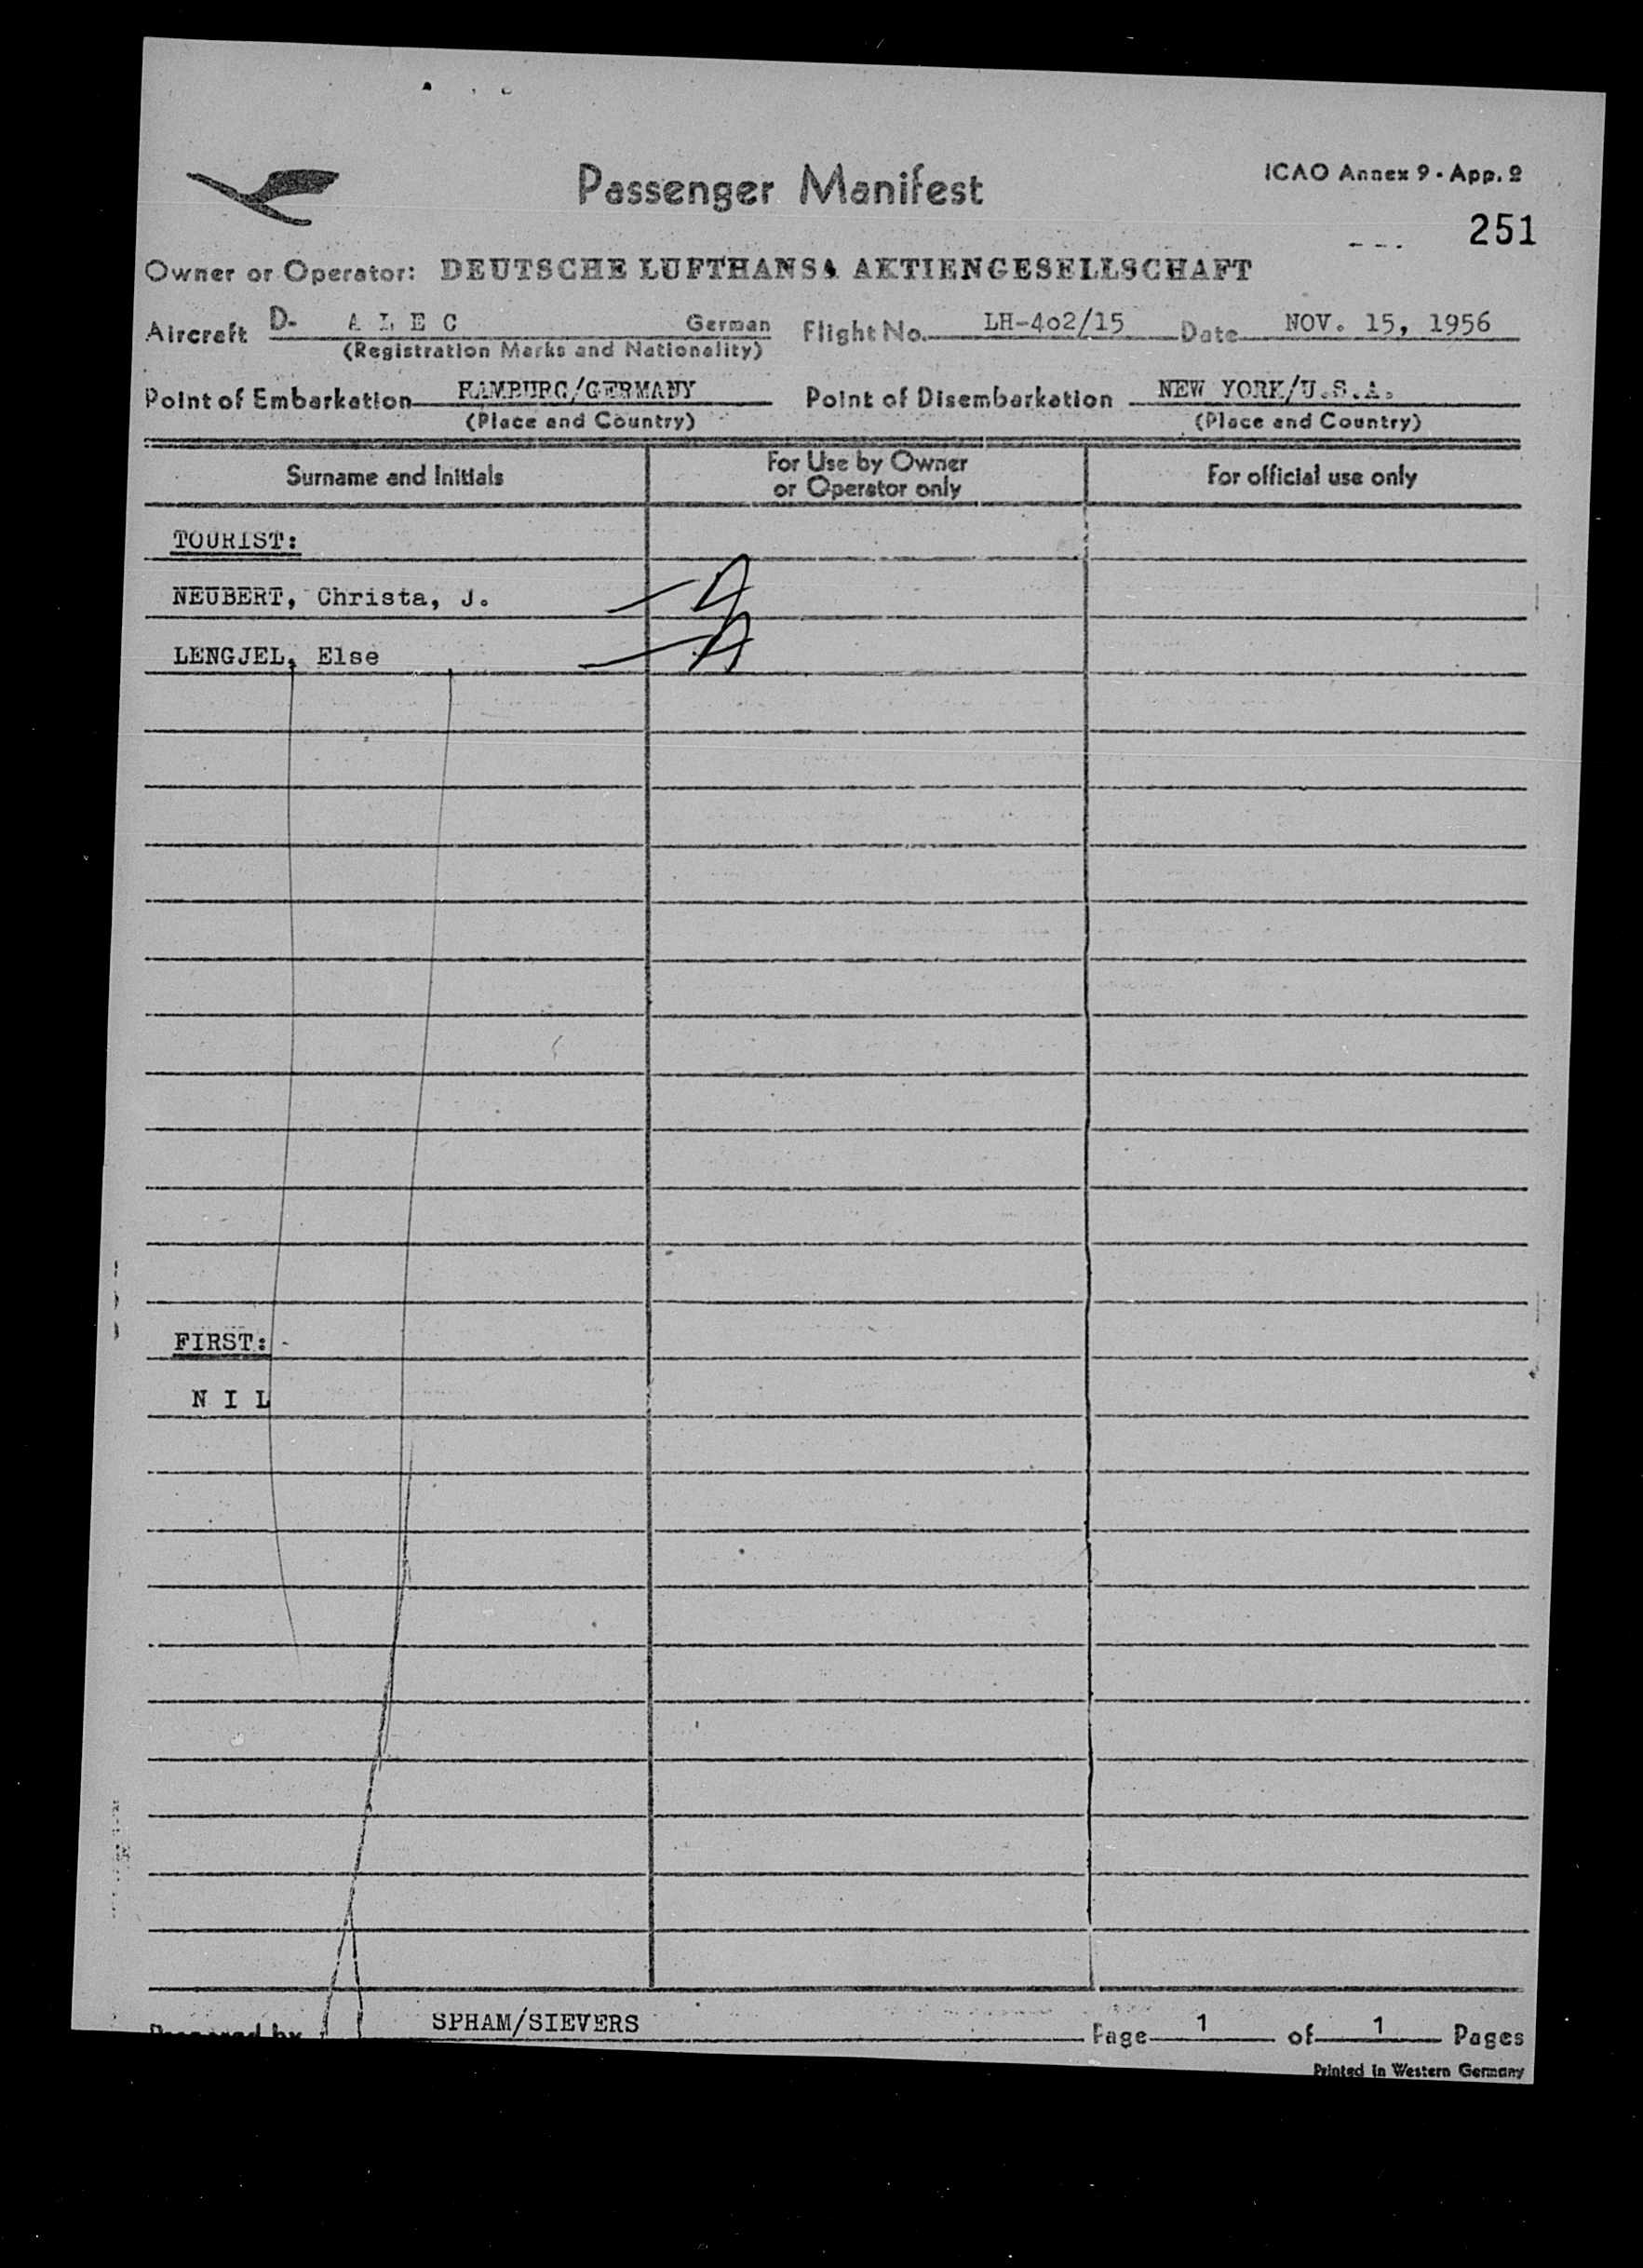 Passenger Manifest
ICAO Annex 9 · App. 2
251
Owner or Operator: DEUTSCHE LUFTHANSA AKTIENGESELLSCHAFT
Aircraft D- A L E C German Flight No. LH-4o2/15 Date NOV. 15, 1956
(Registration Marks and Nationality)
Point of Embarkation HAMBURG/GERMANY Point of Disembarkation NEW YORK/U.S.A.
(Place and Country) (Place and Country)
Surname and Initials For Use by Owner or Operator only For official use only
TOURIST:
NEUBERT, Christa, J.
LENGJEL, Else
FIRST: -
N I L
Prepared by SPHAM/SIEVERS Page 1 of 1 Pages
Printed in Western Germany